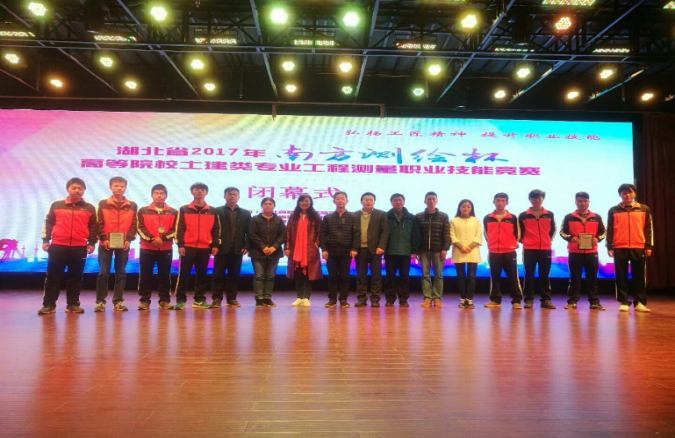 弘扬工匠精神 提升职业技能
湖北省2017年南方测绘杯
高等院校土建类专业工程测量职业技能竞赛
闭幕式